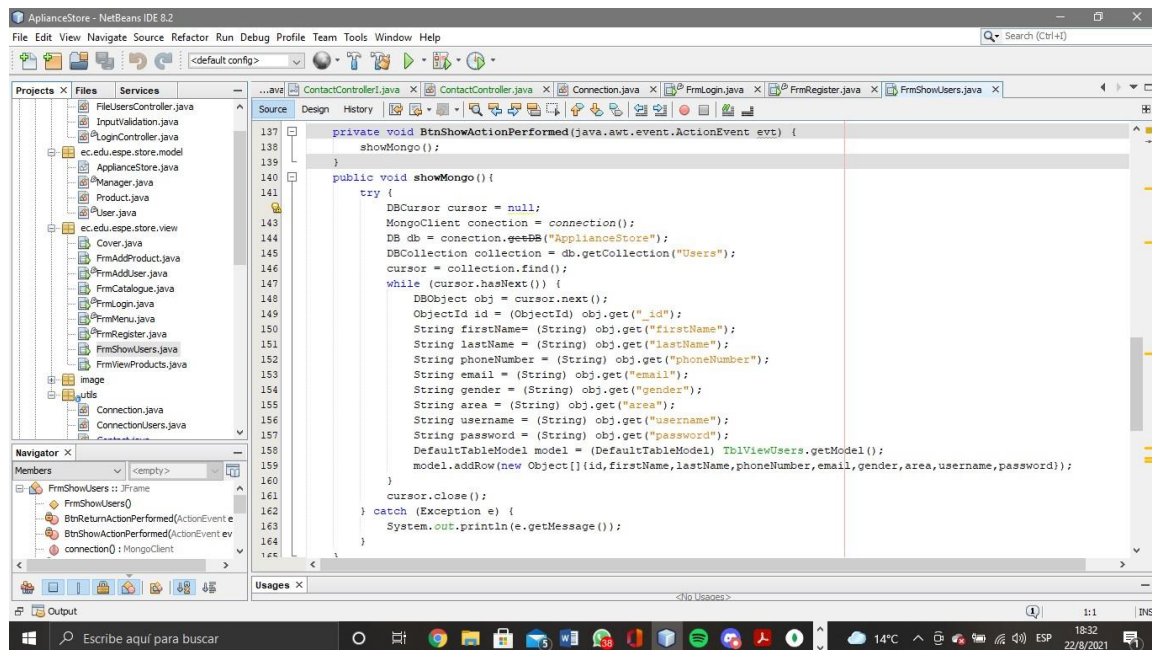 AplianceStore - NetBeans IDE 8.2
File Edit View Navigate Source Refactor Run Debug Profile Team Tools Window Help
Search (Ctrl+I)
<default config>
Projects Files Services
...ava ContactControllerI.java ContactController.java Connection.java FrmLogin.java FrmRegister.java FrmShowUsers.java
Source Design History
FileUsersController.java
InputValidation.java
LoginController.java
ec.edu.espe.store.model
ApplianceStore.java
Manager.java
Product.java
User.java
ec.edu.espe.store.view
Cover.java
FrmAddProduct.java
FrmAddUser.java
FrmCatalogue.java
FrmLogin.java
FrmMenu.java
FrmRegister.java
FrmShowUsers.java
FrmViewProducts.java
image
utils
Connection.java
ConnectionUsers.java
Navigator
Members <empty>
FrmShowUsers :: JFrame
FrmShowUsers()
BtnReturnActionPerformed(ActionEvent e
BtnShowActionPerformed(ActionEvent ev
connection() : MongoClient
137 private void BtnShowActionPerformed(java.awt.event.ActionEvent evt) {
138 showMongo();
139 }
140 public void showMongo(){
141 try {
DBCursor cursor = null;
143 MongoClient conection = connection();
144 DB db = conection.getDB("ApplianceStore");
145 DBCollection collection = db.getCollection("Users");
146 cursor = collection.find();
147 while (cursor.hasNext()) {
148 DBObject obj = cursor.next();
149 ObjectId id = (ObjectId) obj.get("_id");
150 String firstName= (String) obj.get("firstName");
151 String lastName = (String) obj.get("lastName");
152 String phoneNumber = (String) obj.get("phoneNumber");
153 String email = (String) obj.get("email");
154 String gender = (String) obj.get("gender");
155 String area = (String) obj.get("area");
156 String username = (String) obj.get("username");
157 String password = (String) obj.get("password");
158 DefaultTableModel model = (DefaultTableModel) TblViewUsers.getModel();
159 model.addRow(new Object[]{id,firstName,lastName,phoneNumber,email,gender,area,username,password});
160 }
161 cursor.close();
162 } catch (Exception e) {
163 System.out.println(e.getMessage());
164 }
165 }
Usages
<No Usages>
Output
1 1:1 INS
Escribe aquí para buscar
5
38
14°C
ESP
18:32
22/8/2021